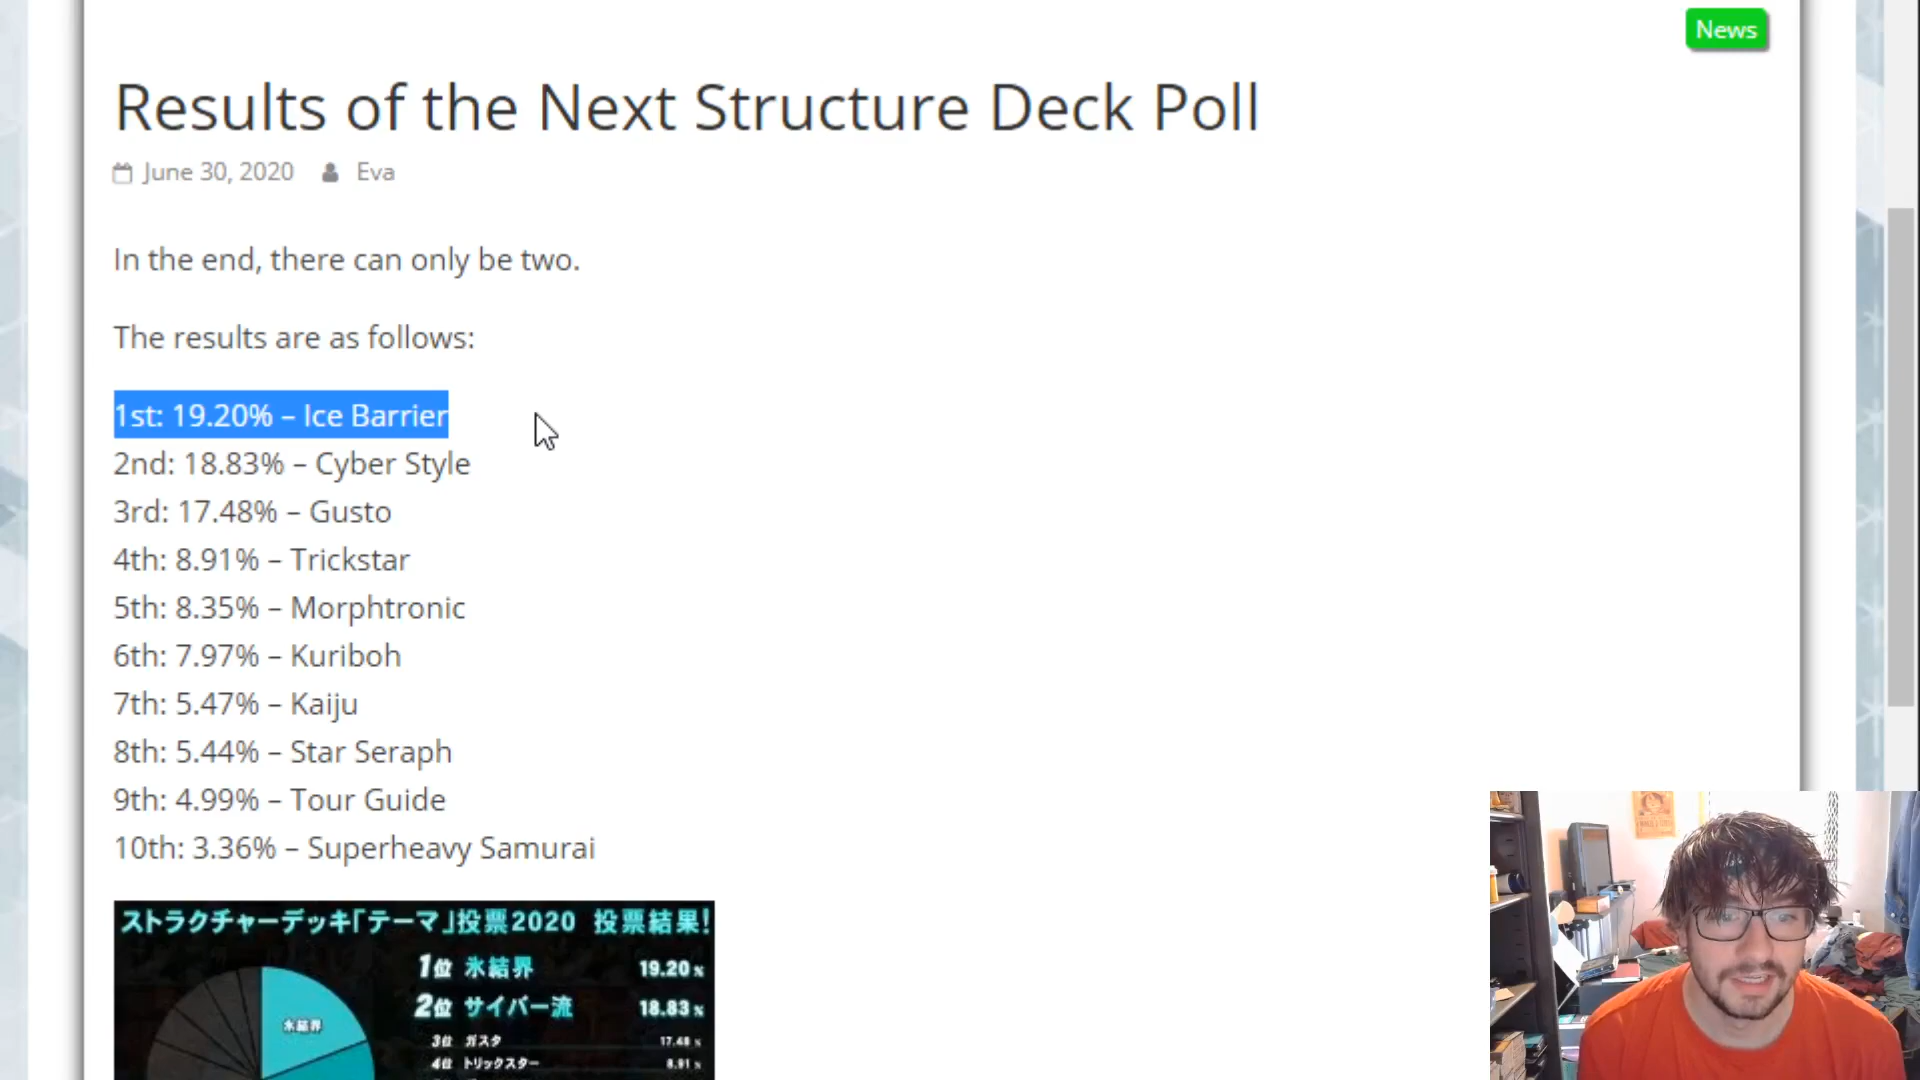 News
Results of the Next Structure Deck Poll
June 30, 2020 Eva
In the end, there can only be two.
The results are as follows:
1st: 19.20% – Ice Barrier
2nd: 18.83% – Cyber Style
3rd: 17.48% – Gusto
4th: 8.91% – Trickstar
5th: 8.35% – Morphtronic
6th: 7.97% – Kuriboh
7th: 5.47% – Kaiju
8th: 5.44% – Star Seraph
9th: 4.99% – Tour Guide
10th: 3.36% – Superheavy Samurai
ストラクチャーデッキ「テーマ」投票2020 投票結果!
1位 氷結界 19.20%
2位 サイバー流 18.83%
3位 ガスタ 17.48%
4位 トリックスター 8.91%
氷結界